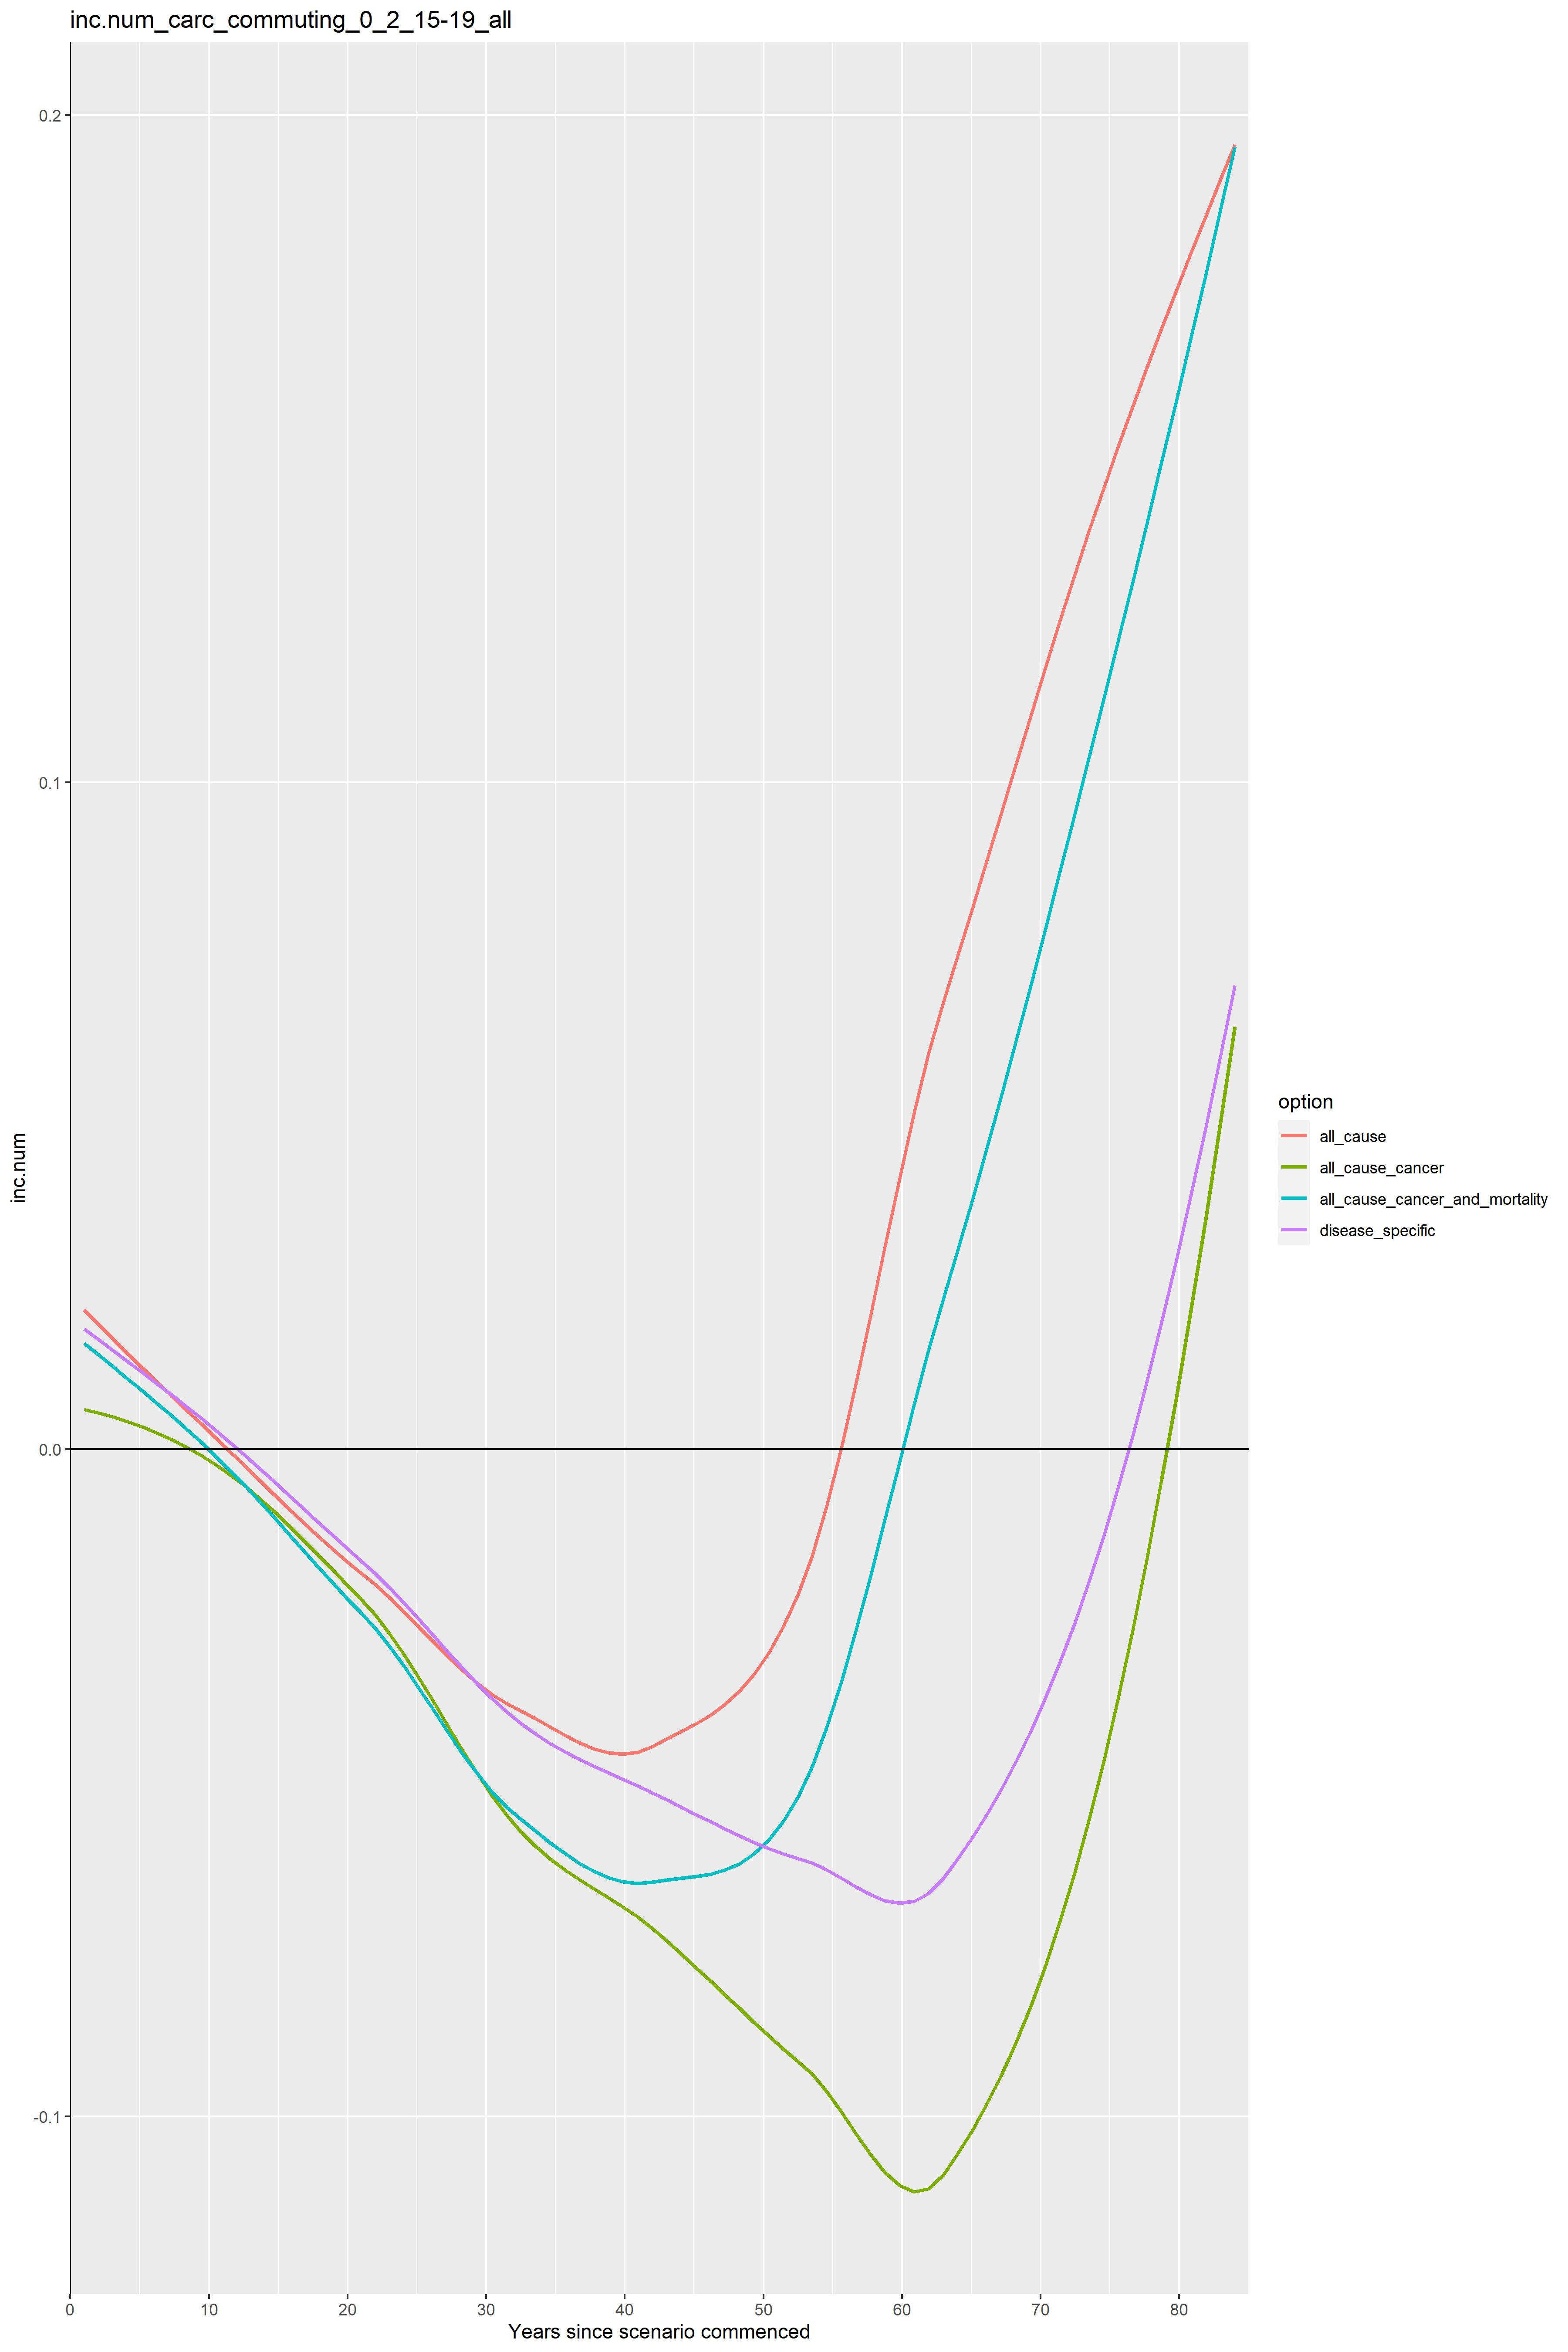 inc.num_carc_commuting_0_2_15-19_all
0.2
0.1
0.0
-0.1
inc.num
0 10 20 30 40 50 60 70 80
Years since scenario commenced
option
all_cause
all_cause_cancer
all_cause_cancer_and_mortality
disease_specific